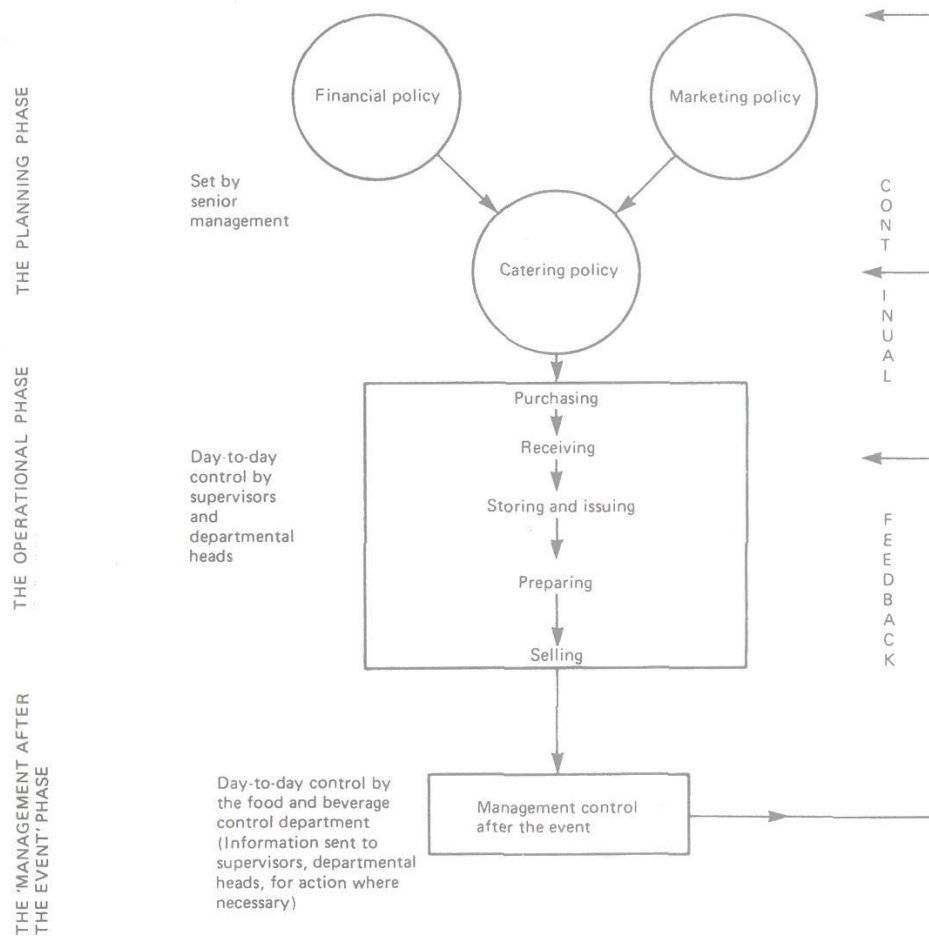 THE PLANNING PHASE
Financial policy
Marketing policy
Set by
senior
management
Catering policy
CONT
INUAL
FEEDBACK
THE OPERATIONAL PHASE
Day-to-day
control by
supervisors
and
departmental
heads
Purchasing
Receiving
Storing and issuing
Preparing
Selling
THE 'MANAGEMENT AFTER
THE EVENT' PHASE
Day-to-day control by
the food and beverage
control department
(Information sent to
supervisors, departmental
heads, for action where
necessary)
Management control
after the event